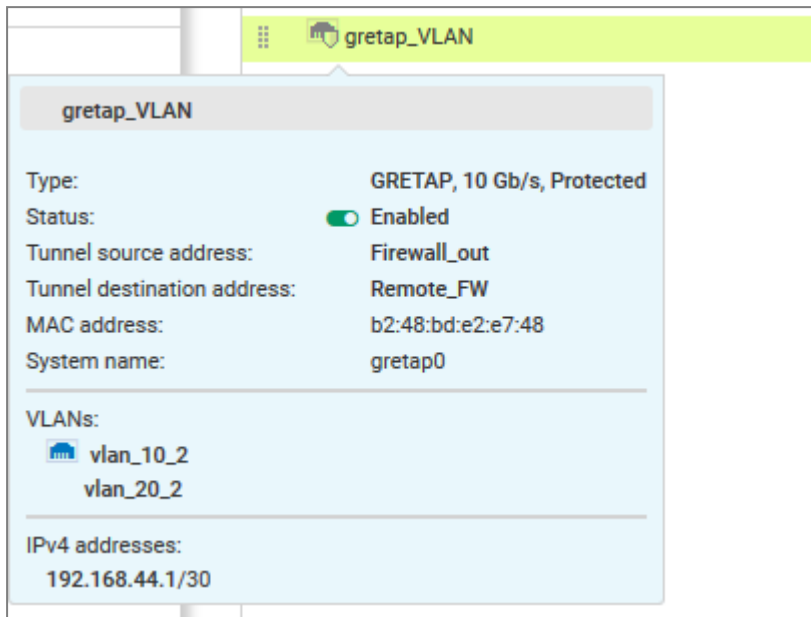 gretap_VLAN
gretap_VLAN
Type: GRETAP, 10 Gb/s, Protected
Status: Enabled
Tunnel source address: Firewall_out
Tunnel destination address: Remote_FW
MAC address: b2:48:bd:e2:e7:48
System name: gretap0
VLANs:
vlan_10_2
vlan_20_2
IPv4 addresses:
192.168.44.1/30